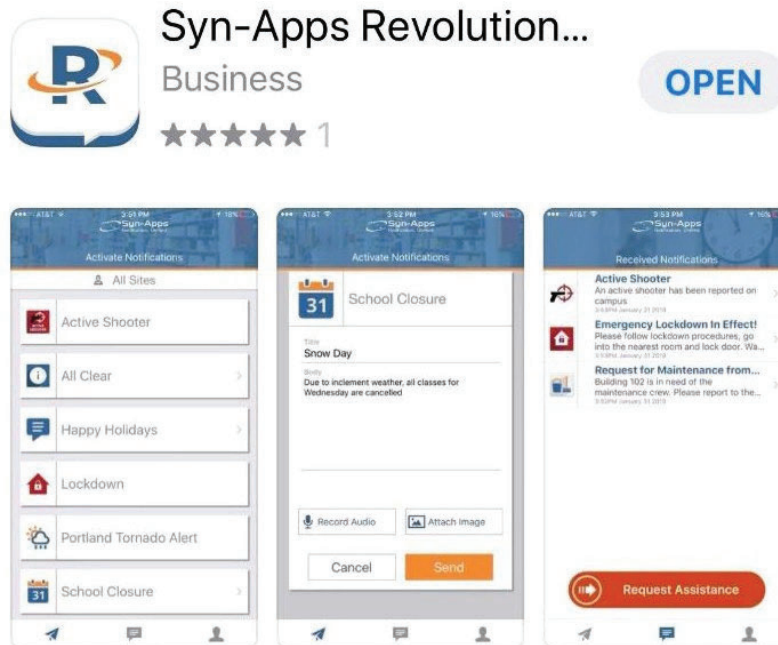 Syn-Apps Revolution...
Business
OPEN
1
AT&T
3:51 PM
Syn-Apps
Activate Notifications
All Sites
Active Shooter
All Clear
Happy Holidays
Lockdown
Portland Tornado Alert
31
School Closure
AT&T
3:52 PM
16%
Syn-Apps
Activate Notifications
31
School Closure
Title
Snow Day
Body
Due to inclement weather, all classes for
Wednesday are cancelled
Record Audio
Attach Image
Cancel
Send
AT&T
3:53 PM
16%
Syn-Apps
Received Notifications
Active Shooter
An active shooter has been reported on
campus
Emergency Lockdown In Effect!
Please follow lockdown procedures, go
into the nearest room and lock door. Wa...
Request for Maintenance from...
Building 102 is in need of the
maintenance crew. Please report to the...
Request Assistance